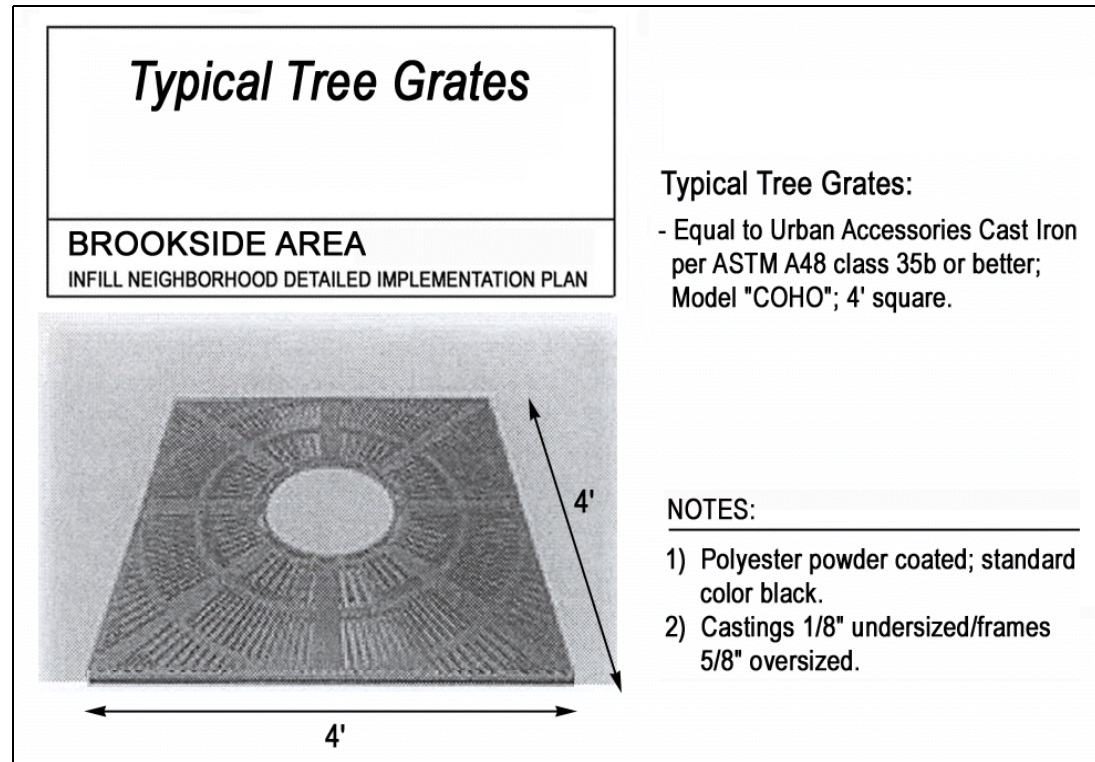 Typical Tree Grates
BROOKSIDE AREA
INFILL NEIGHBORHOOD DETAILED IMPLEMENTATION PLAN
Typical Tree Grates:
- Equal to Urban Accessories Cast Iron
per ASTM A48 class 35b or better;
Model "COHO"; 4' square.
4'
4'
NOTES:
1) Polyester powder coated; standard
color black.
2) Castings 1/8" undersized/frames
5/8" oversized.